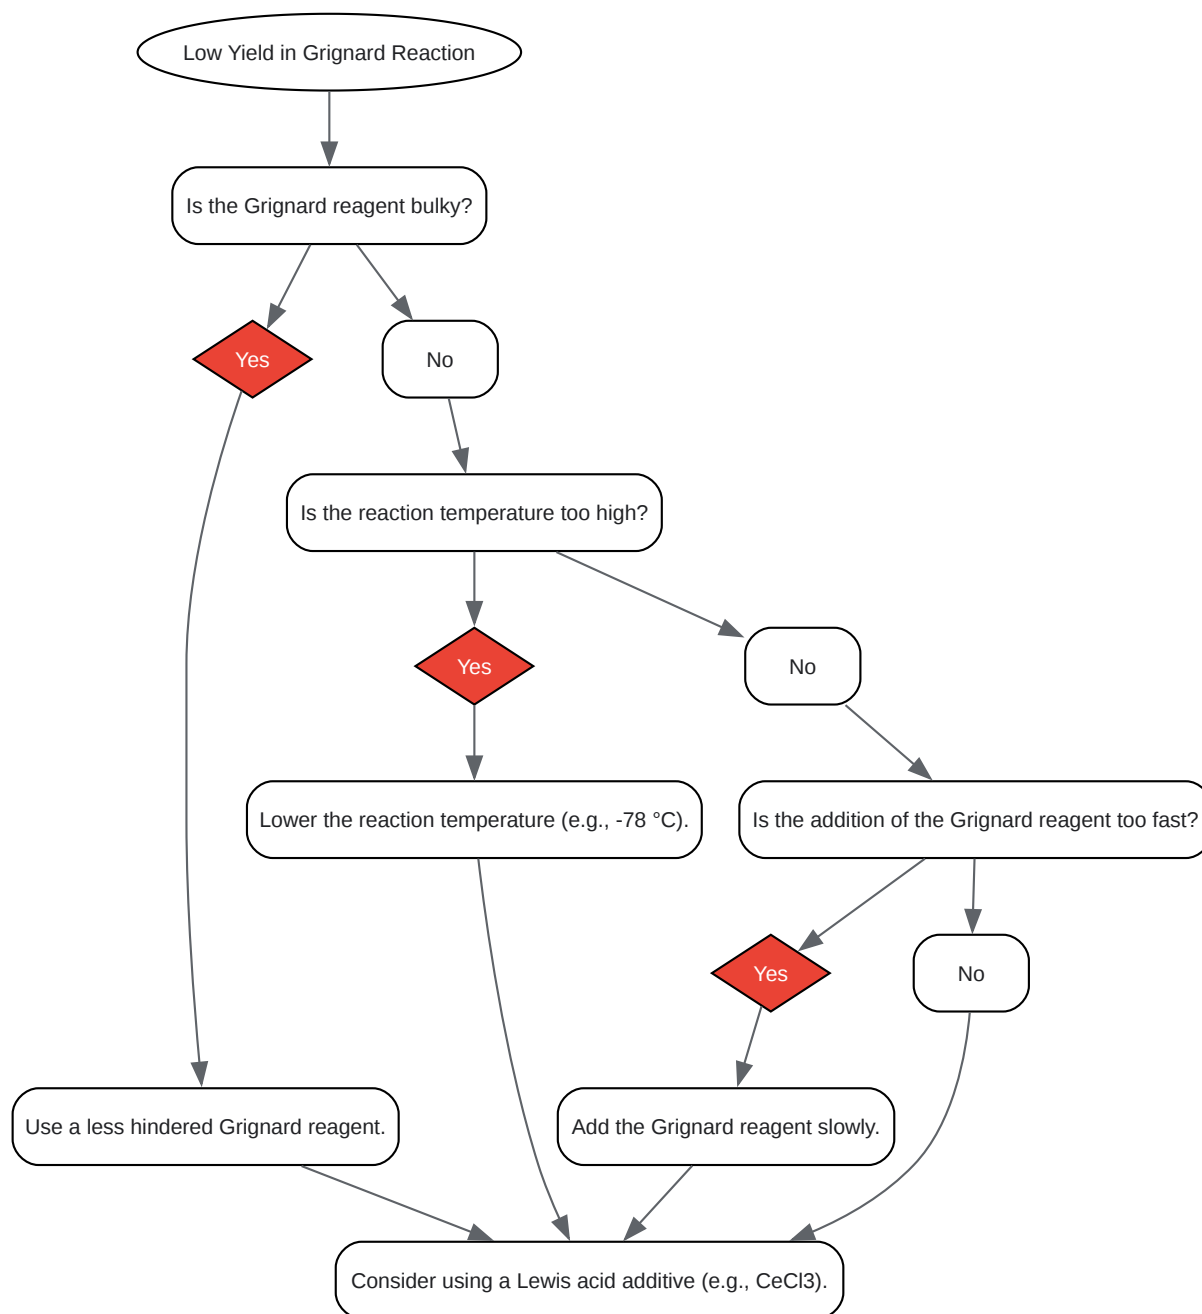 Low Yield in Grignard Reaction
Is the Grignard reagent bulky?
Yes
No
Is the reaction temperature too high?
Yes
No
Lower the reaction temperature (e.g., -78 °C).
Is the addition of the Grignard reagent too fast?
Yes
No
Use a less hindered Grignard reagent.
Add the Grignard reagent slowly.
Consider using a Lewis acid additive (e.g., CeCl3).